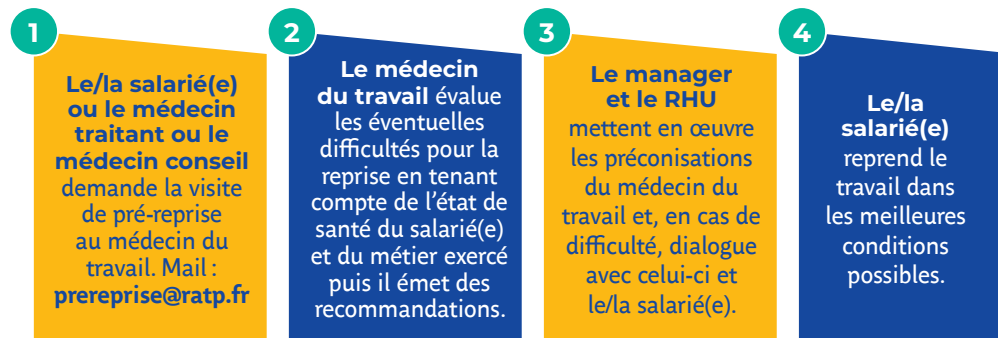 1
Le/la salarié(e)
ou le médecin
traitant ou le
médecin conseil
demande la visite
de pré-reprise
au médecin du
travail. Mail :
prereprise@ratp.fr
2
Le médecin
du travail évalue
les éventuelles
difficultés pour la
reprise en tenant
compte de l’état de
santé du salarié(e)
et du métier exercé
puis il émet des
recommandations.
3
Le manager
et le RHU
mettent en œuvre
les préconisations
du médecin du
travail et, en cas de
difficulté, dialogue
avec celui-ci et
le/la salarié(e).
4
Le/la
salarié(e)
reprend le
travail dans
les meilleures
conditions
possibles.